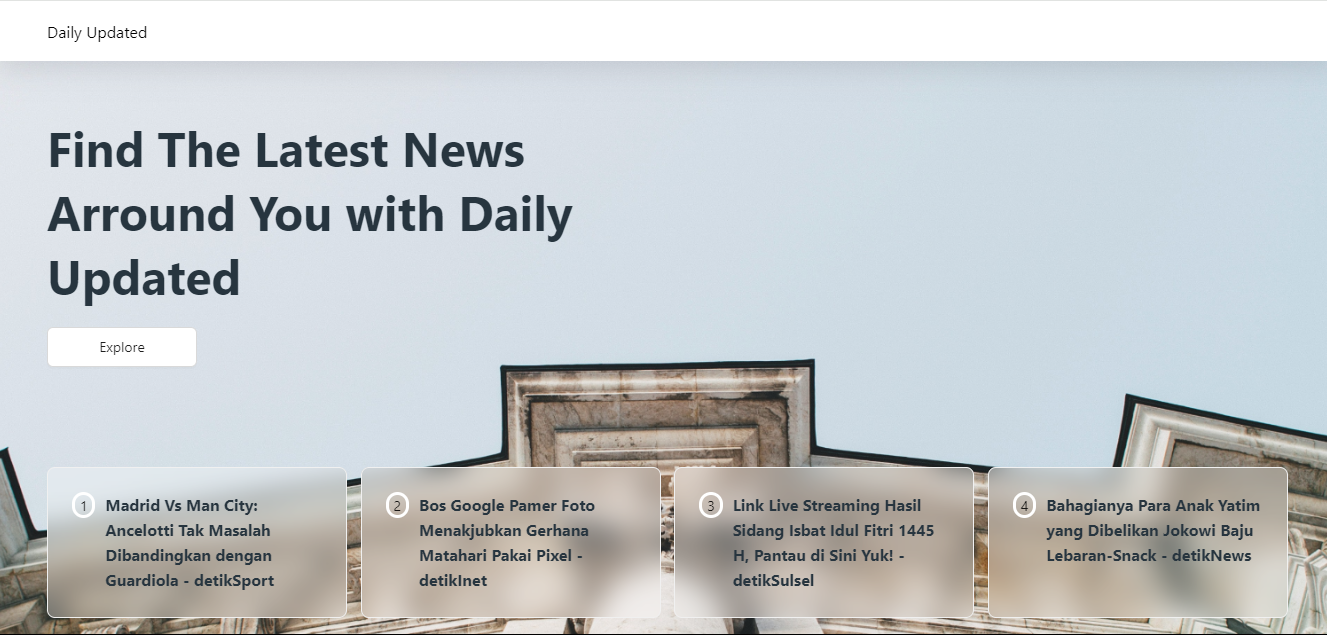 Daily Updated
Find The Latest News
Arround You with Daily
Updated
Explore
1
Madrid Vs Man City:
Ancelotti Tak Masalah
Dibandingkan dengan
Guardiola - detikSport
2
Bos Google Pamer Foto
Menakjubkan Gerhana
Matahari Pakai Pixel -
detikInet
3
Link Live Streaming Hasil
Sidang Isbat Idul Fitri 1445
H, Pantau di Sini Yuk! -
detikSulsel
4
Bahagianya Para Anak Yatim
yang Dibelikan Jokowi Baju
Lebaran-Snack - detikNews